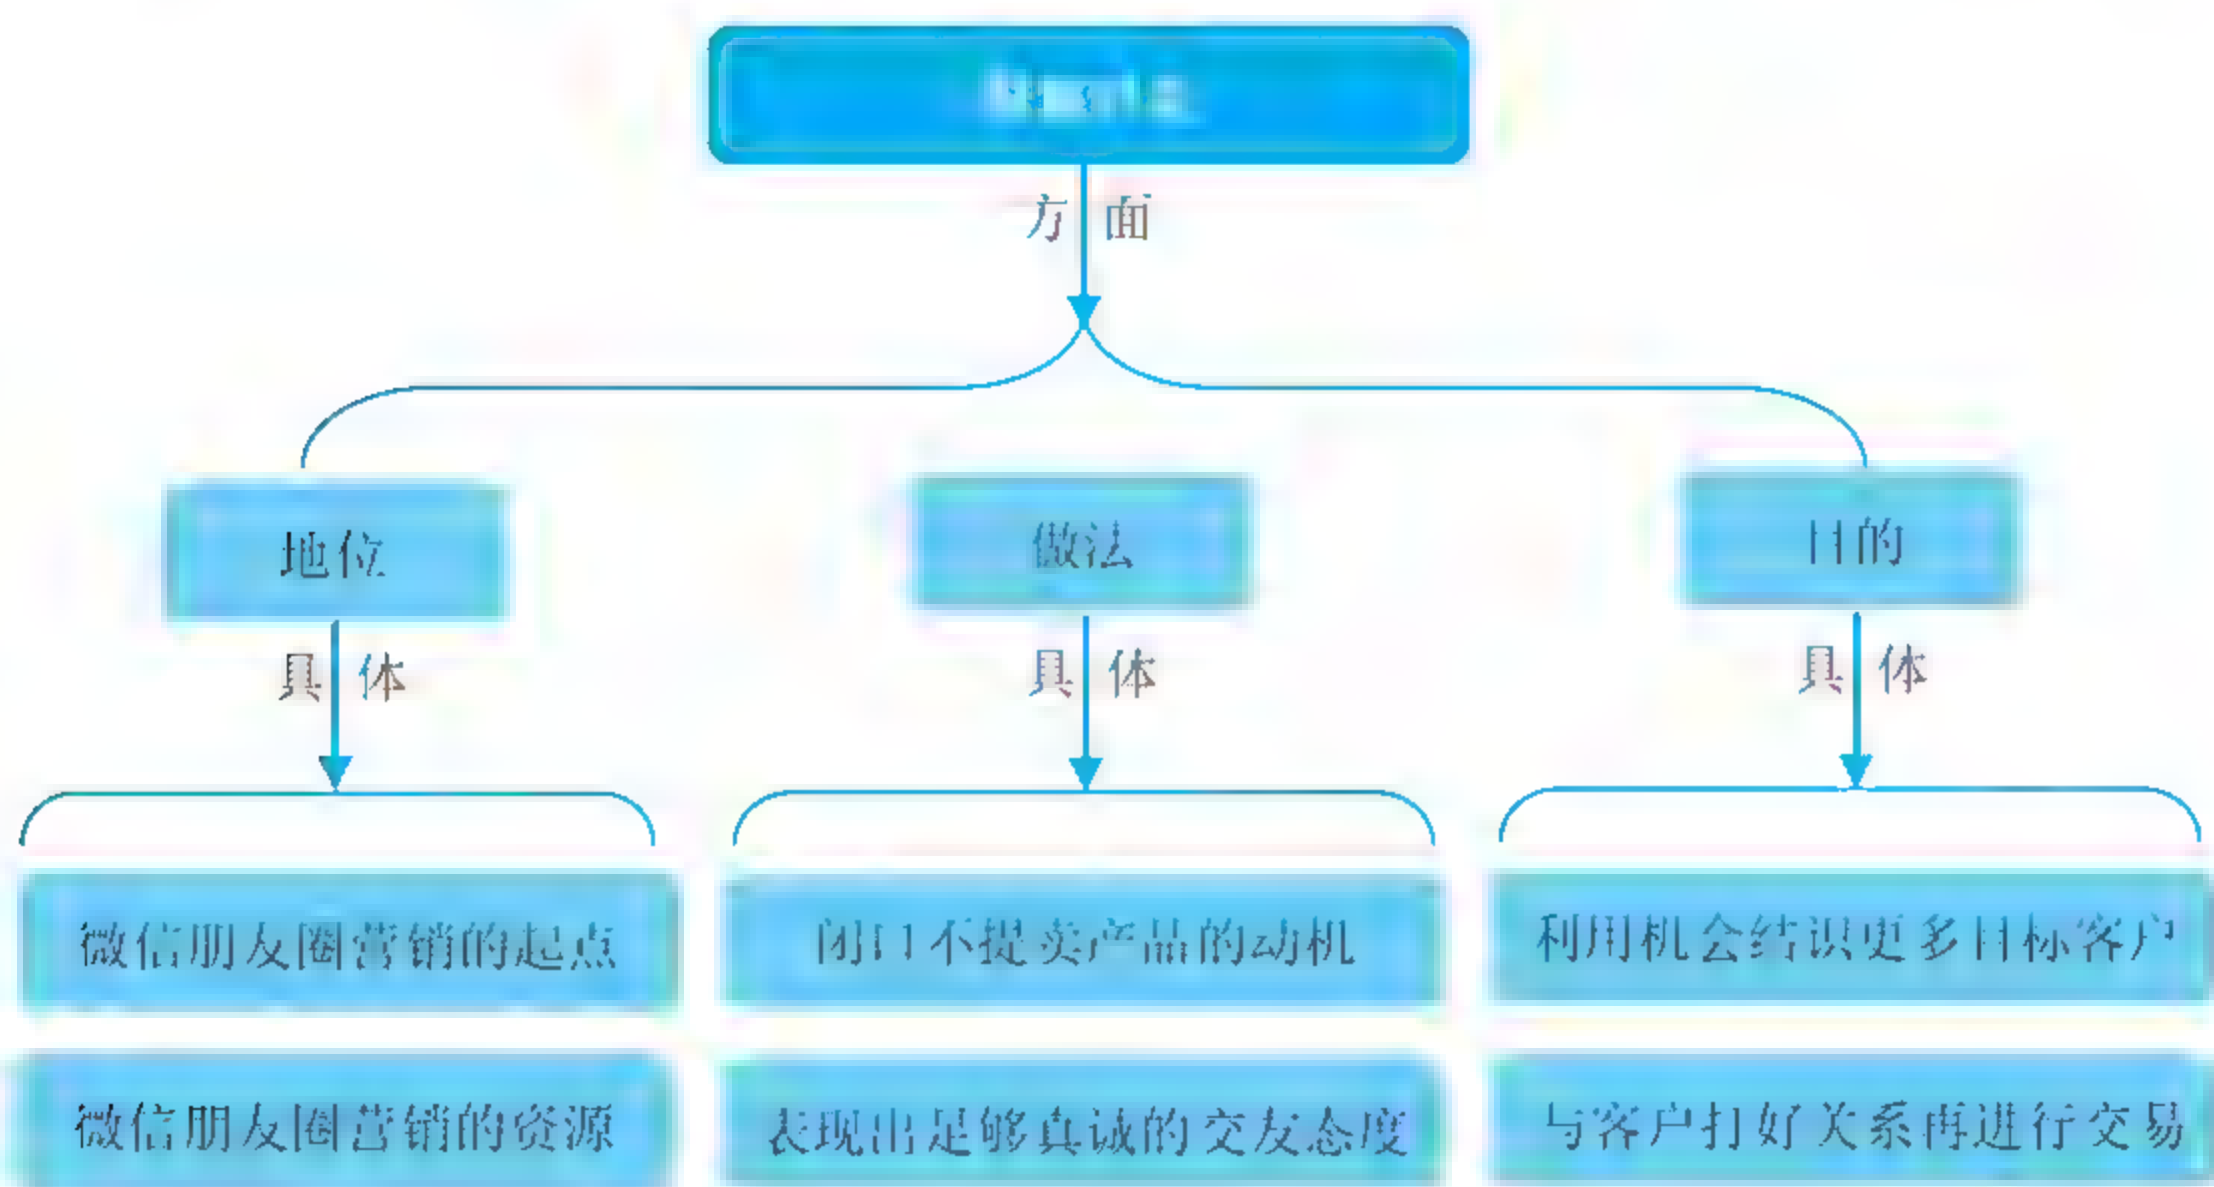 方面
地位
做法
目的
具体
具体
具体
微信朋友圈营销的起点
闭口不提卖产品的动机
利用机会结识更多目标客户
微信朋友圈营销的资源
表现出足够真诚的交友态度
与客户打好关系再进行交易